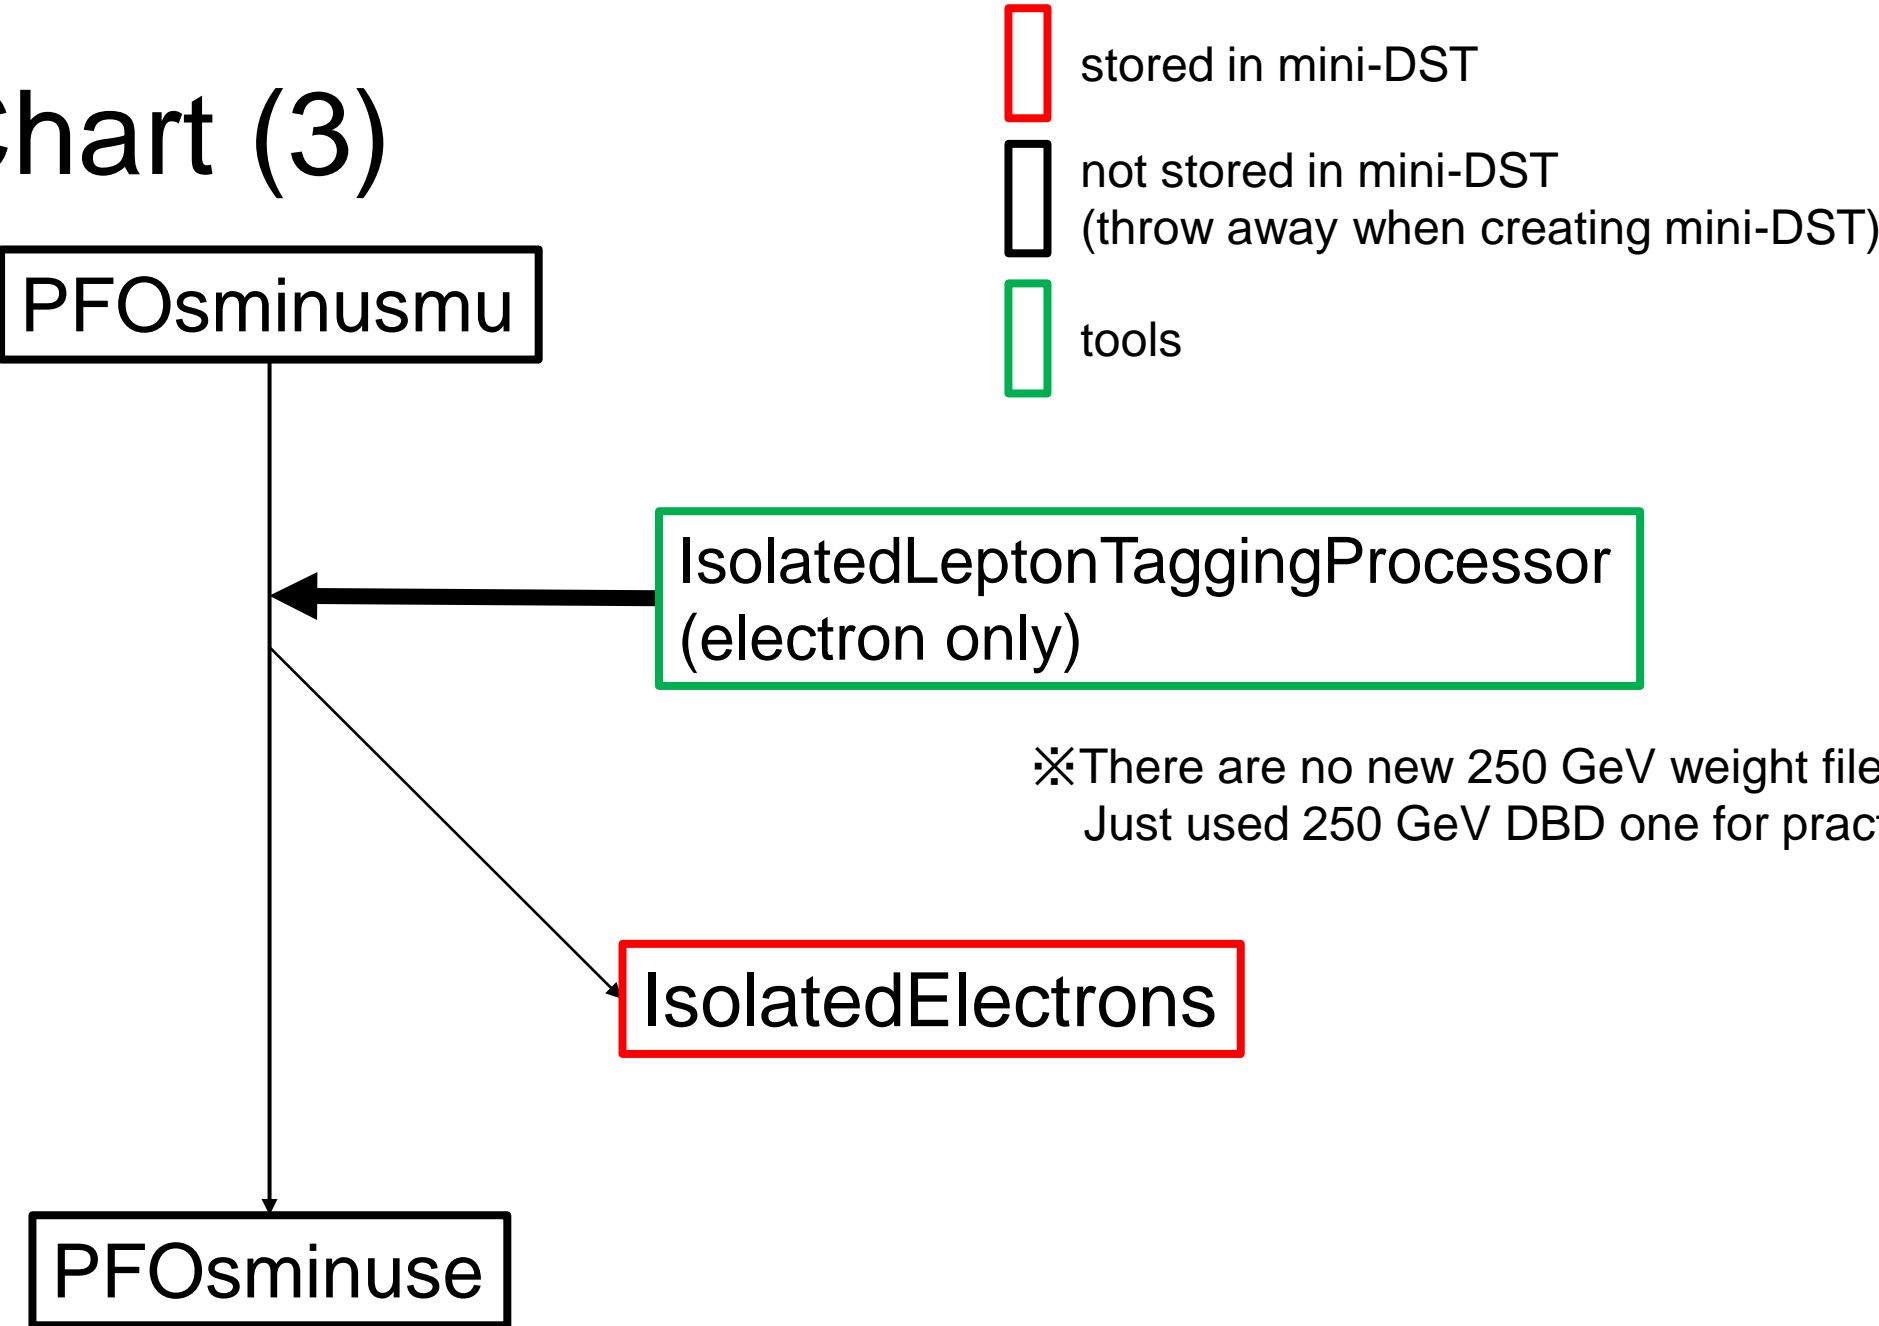 Chart (3)
stored in mini-DST
not stored in mini-DST
(throw away when creating mini-DST)
tools
PFOsminusmu
IsolatedLeptonTaggingProcessor
(electron only)
※There are no new 250 GeV weight file
Just used 250 GeV DBD one for pract
IsolatedElectrons
PFOsminuse